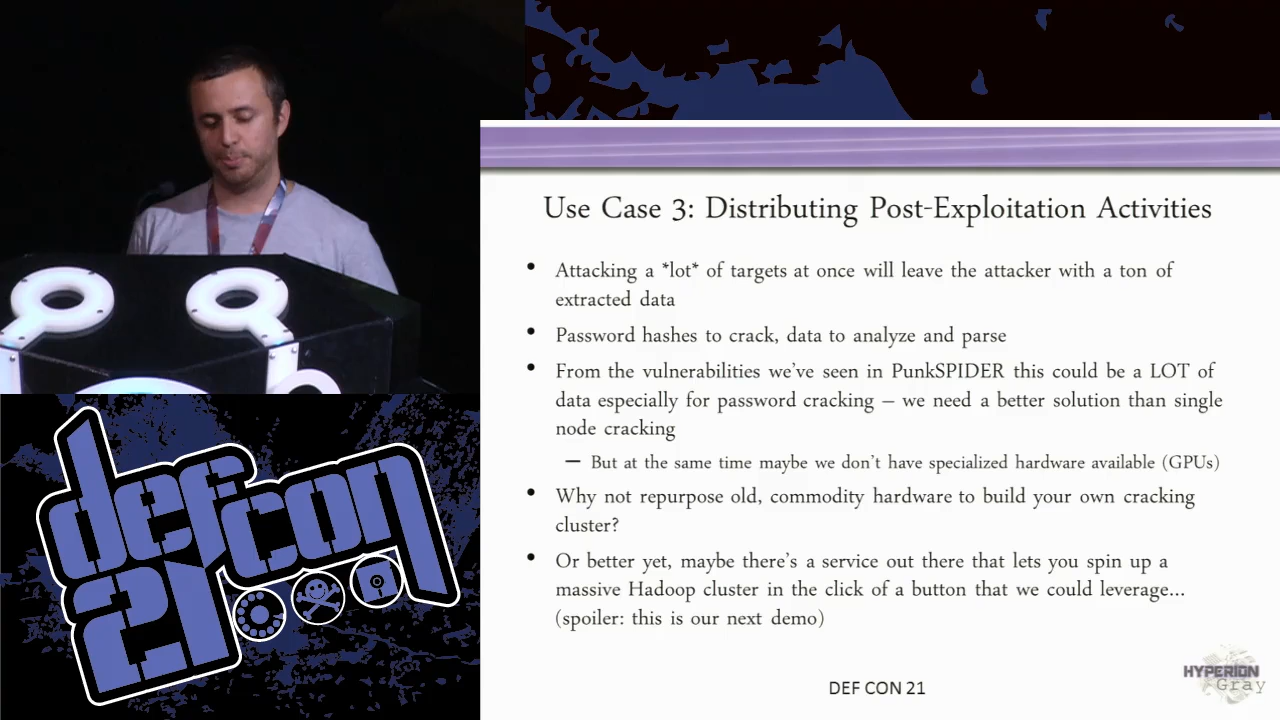 Use Case 3: Distributing Post-Exploitation Activities
• Attacking a *lot* of targets at once will leave the attacker with a ton of
extracted data
• Password hashes to crack, data to analyze and parse
• From the vulnerabilities we've seen in PunkSPIDER this could be a LOT of
data especially for password cracking – we need a better solution than single
node cracking
– But at the same time maybe we don't have specialized hardware available (GPUs)
• Why not repurpose old, commodity hardware to build your own cracking
cluster?
• Or better yet, maybe there's a service out there that lets you spin up a
massive Hadoop cluster in the click of a button that we could leverage...
(spoiler: this is our next demo)
DEF CON 21
HYPERION
Gray
defcon
21